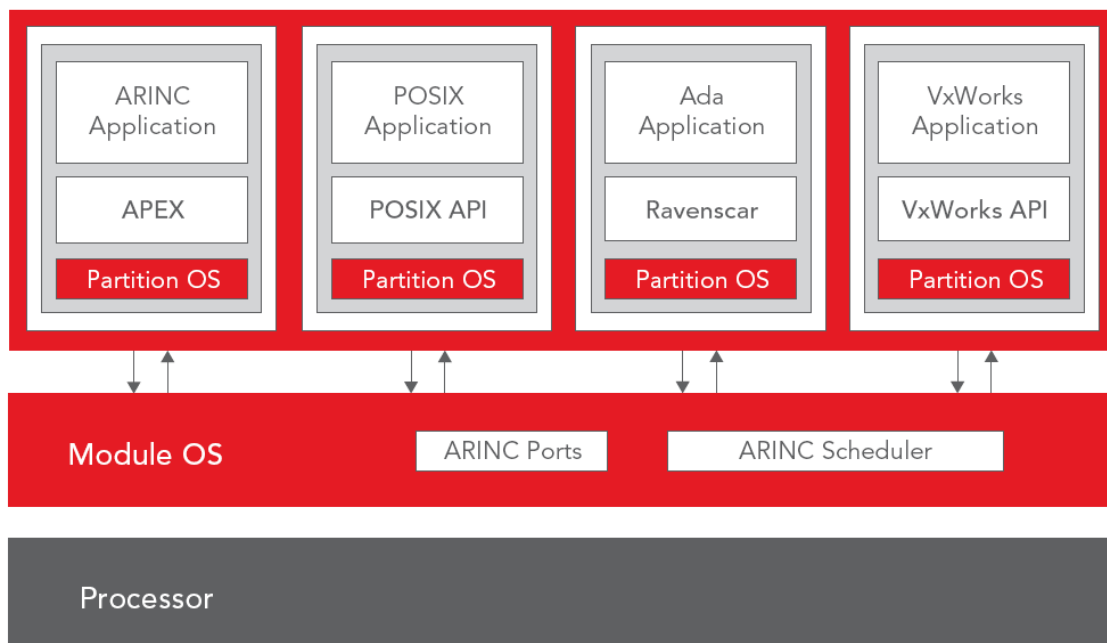 ARINC
Application
POSIX
Application
Ada
Application
VxWorks
Application
APEX
POSIX API
Ravenscar
VxWorks API
Partition OS
Partition OS
Partition OS
Partition OS
Module OS
ARINC Ports
ARINC Scheduler
Processor